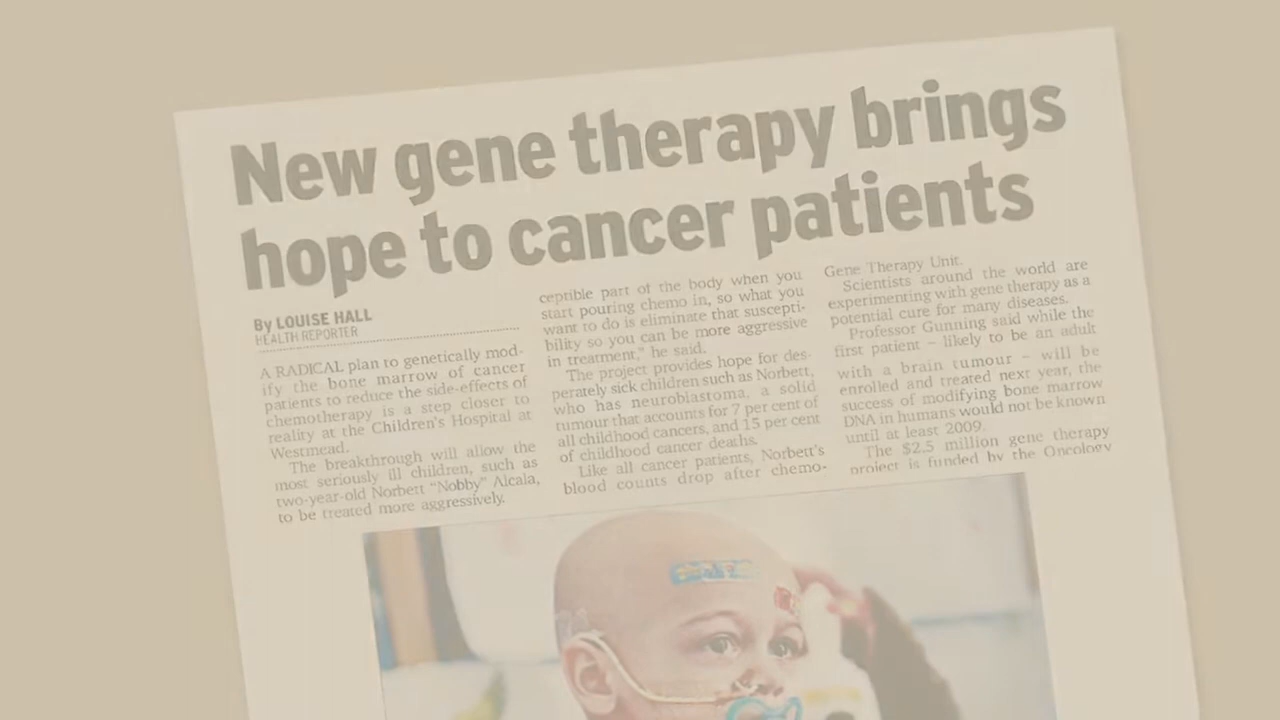 New gene therapy brings
hope to cancer patients
By LOUISE HALL
HEALTH REPORTER
A RADICAL plan to genetically mod-
ify the bone marrow of cancer
patients to reduce the side-effects of
chemotherapy is a step closer to
reality at the Children's Hospital at
Westmead.
The breakthrough will allow the
most seriously ill children, such as
two-year-old Norbett "Nobby" Alcala,
to be treated more aggressively.
ceptible part of the body when you
start pouring chemo in, so what you
want to do is eliminate that suscepti-
bility so you can be more aggressive
in treatment," he said.
The project provides hope for des-
perately sick children such as Norbett,
who has neurobiastoma, a solid
tumour that accounts for 7 per cent of
all childhood cancers, and 15 per cent
of childhood cancer deaths.
Like all cancer patients, Norbett's
blood counts drop after chemo-
Gene Therapy Unit.
Scientists around the world are
experimenting with gene therapy as a
potential cure for many diseases.
Professor Gunning said while the
first patient – likely to be an adult
with a brain tumour – will be
enrolled and treated next year, the
success of modifying bone marrow
DNA in humans would not be known
until at least 2009.
The $2.5 million gene therapy
project is funded by the Oncology